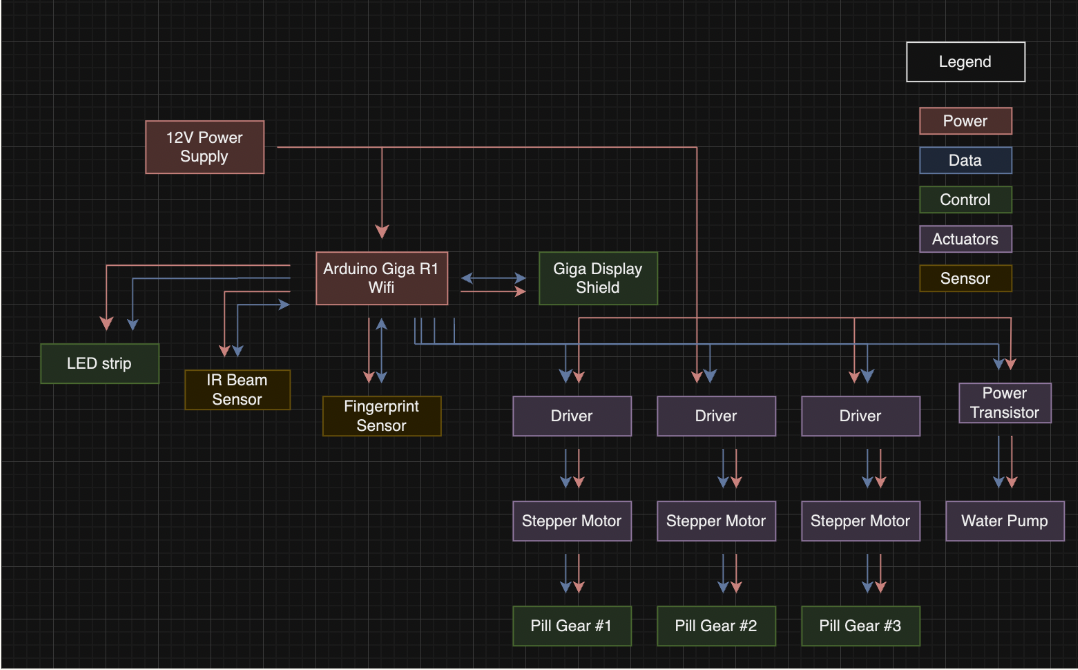 Legend
Power
Data
Control
Actuators
Sensor
12V Power
Supply
Arduino Giga R1
Wifi
Giga Display
Shield
LED strip
IR Beam
Sensor
Fingerprint
Sensor
Driver
Driver
Driver
Power
Transistor
Stepper Motor
Stepper Motor
Stepper Motor
Water Pump
Pill Gear #1
Pill Gear #2
Pill Gear #3